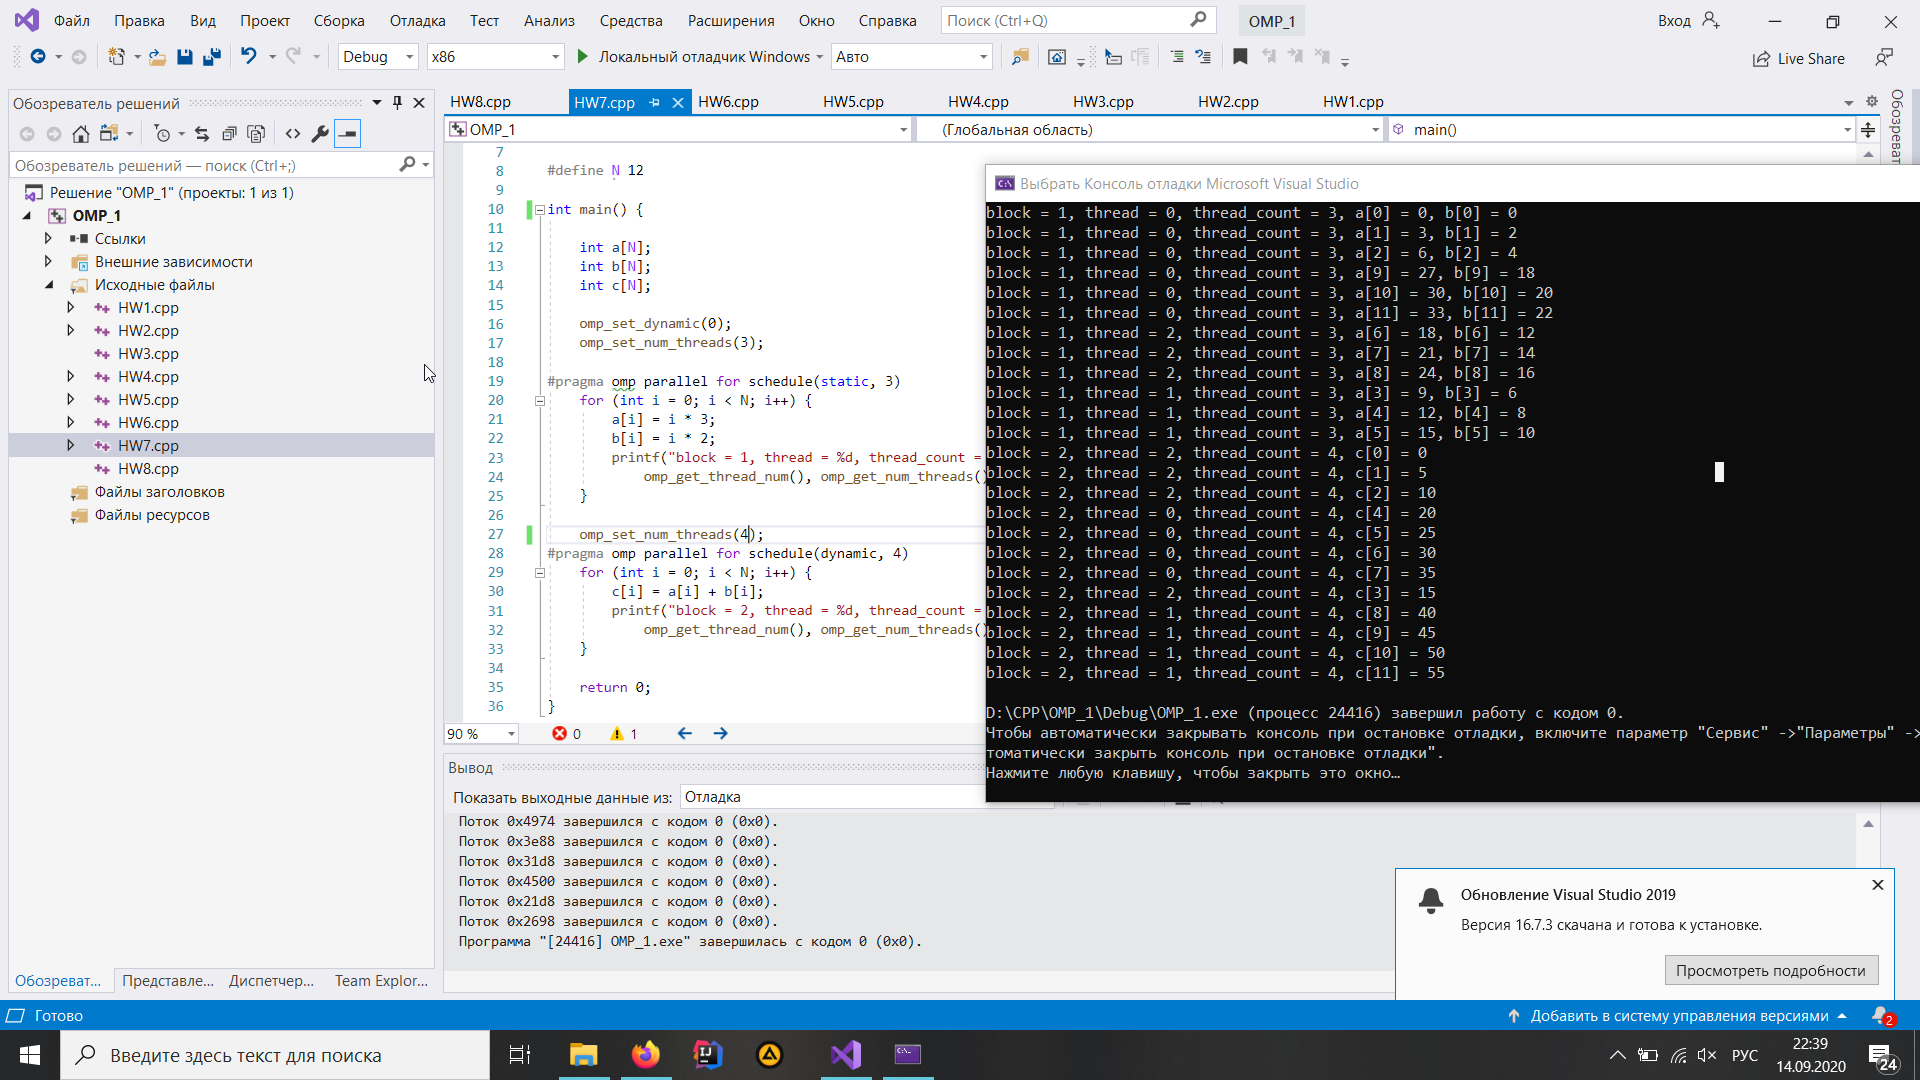 Файл Правка Вид Проект Сборка Отладка Тест Анализ Средства Расширения Окно Справка Поиск (Ctrl+Q) OMP_1 Вход
Debug x86 Локальный отладчик Windows Авто Live Share
Обозреватель решений
Обозреватель решений — поиск (Ctrl+;)
Решение "OMP_1" (проекты: 1 из 1)
OMP_1
Ссылки
Внешние зависимости
Исходные файлы
HW1.cpp
HW2.cpp
HW3.cpp
HW4.cpp
HW5.cpp
HW6.cpp
HW7.cpp
HW8.cpp
Файлы заголовков
Файлы ресурсов
Обозреват... Представле... Диспетчер... Team Explor...
HW8.cpp HW7.cpp HW6.cpp HW5.cpp HW4.cpp HW3.cpp HW2.cpp HW1.cpp
OMP_1 (Глобальная область) main()
Обозреват
7
8 #define N 12
9
10 int main() {
11
12 int a[N];
13 int b[N];
14 int c[N];
15
16 omp_set_dynamic(0);
17 omp_set_num_threads(3);
18
19 #pragma omp parallel for schedule(static, 3)
20 for (int i = 0; i < N; i++) {
21 a[i] = i * 3;
22 b[i] = i * 2;
23 printf("block = 1, thread = %d, thread_count =
24 omp_get_thread_num(), omp_get_num_threads()
25 }
26
27 omp_set_num_threads(4);
28 #pragma omp parallel for schedule(dynamic, 4)
29 for (int i = 0; i < N; i++) {
30 c[i] = a[i] + b[i];
31 printf("block = 2, thread = %d, thread_count =
32 omp_get_thread_num(), omp_get_num_threads()
33 }
34
35 return 0;
36 }
90 % 0 1
Выбрать Консоль отладки Microsoft Visual Studio
block = 1, thread = 0, thread_count = 3, a[0] = 0, b[0] = 0
block = 1, thread = 0, thread_count = 3, a[1] = 3, b[1] = 2
block = 1, thread = 0, thread_count = 3, a[2] = 6, b[2] = 4
block = 1, thread = 0, thread_count = 3, a[9] = 27, b[9] = 18
block = 1, thread = 0, thread_count = 3, a[10] = 30, b[10] = 20
block = 1, thread = 0, thread_count = 3, a[11] = 33, b[11] = 22
block = 1, thread = 2, thread_count = 3, a[6] = 18, b[6] = 12
block = 1, thread = 2, thread_count = 3, a[7] = 21, b[7] = 14
block = 1, thread = 2, thread_count = 3, a[8] = 24, b[8] = 16
block = 1, thread = 1, thread_count = 3, a[3] = 9, b[3] = 6
block = 1, thread = 1, thread_count = 3, a[4] = 12, b[4] = 8
block = 1, thread = 1, thread_count = 3, a[5] = 15, b[5] = 10
block = 2, thread = 2, thread_count = 4, c[0] = 0
block = 2, thread = 2, thread_count = 4, c[1] = 5
block = 2, thread = 2, thread_count = 4, c[2] = 10
block = 2, thread = 0, thread_count = 4, c[4] = 20
block = 2, thread = 0, thread_count = 4, c[5] = 25
block = 2, thread = 0, thread_count = 4, c[6] = 30
block = 2, thread = 0, thread_count = 4, c[7] = 35
block = 2, thread = 2, thread_count = 4, c[3] = 15
block = 2, thread = 1, thread_count = 4, c[8] = 40
block = 2, thread = 1, thread_count = 4, c[9] = 45
block = 2, thread = 1, thread_count = 4, c[10] = 50
block = 2, thread = 1, thread_count = 4, c[11] = 55
D:\CPP\OMP_1\Debug\OMP_1.exe (процесс 24416) завершил работу с кодом 0.
Чтобы автоматически закрывать консоль при остановке отладки, включите параметр "Сервис" ->"Параметры" ->
томатически закрыть консоль при остановке отладки".
Нажмите любую клавишу, чтобы закрыть это окно…
Вывод
Показать выходные данные из: Отладка
Поток 0x4974 завершился с кодом 0 (0x0).
Поток 0x3e88 завершился с кодом 0 (0x0).
Поток 0x31d8 завершился с кодом 0 (0x0).
Поток 0x4500 завершился с кодом 0 (0x0).
Поток 0x21d8 завершился с кодом 0 (0x0).
Поток 0x2698 завершился с кодом 0 (0x0).
Программа "[24416] OMP_1.exe" завершилась с кодом 0 (0x0).
Обновление Visual Studio 2019
Версия 16.7.3 скачана и готова к установке.
Просмотреть подробности
Готово Добавить в систему управления версиями 2
Введите здесь текст для поиска РУС 22:39
14.09.2020 24